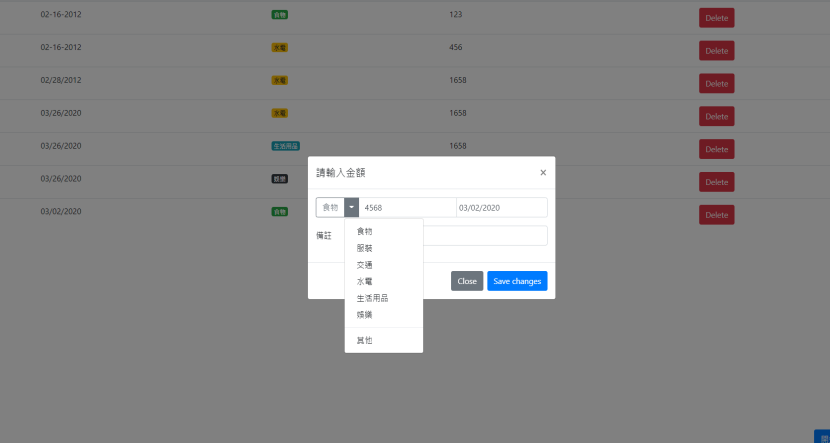 02-16-2012 食物 123 Delete
02-16-2012 水電 456 Delete
02/28/2012 水電 1658 Delete
03/26/2020 水電 1658 Delete
03/26/2020 生活用品 1658 Delete
03/26/2020 娛樂 Delete
03/02/2020 食物 Delete
請輸入金額 ×
食物 4568 03/02/2020
備註
食物
服裝
交通
水電
生活用品
娛樂
其他
Close Save changes